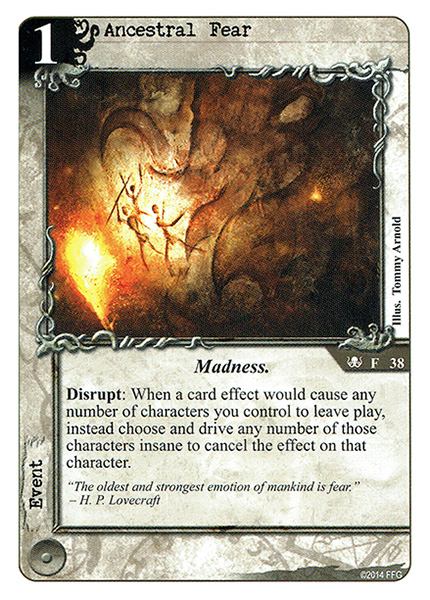 1
Ancestral Fear
Illus. Tommy Arnold
Madness.
F 38
Disrupt: When a card effect would cause any
number of characters you control to leave play,
instead choose and drive any number of those
characters insane to cancel the effect on that
character.
"The oldest and strongest emotion of mankind is fear."
– H. P. Lovecraft
Event
©2014 FFG